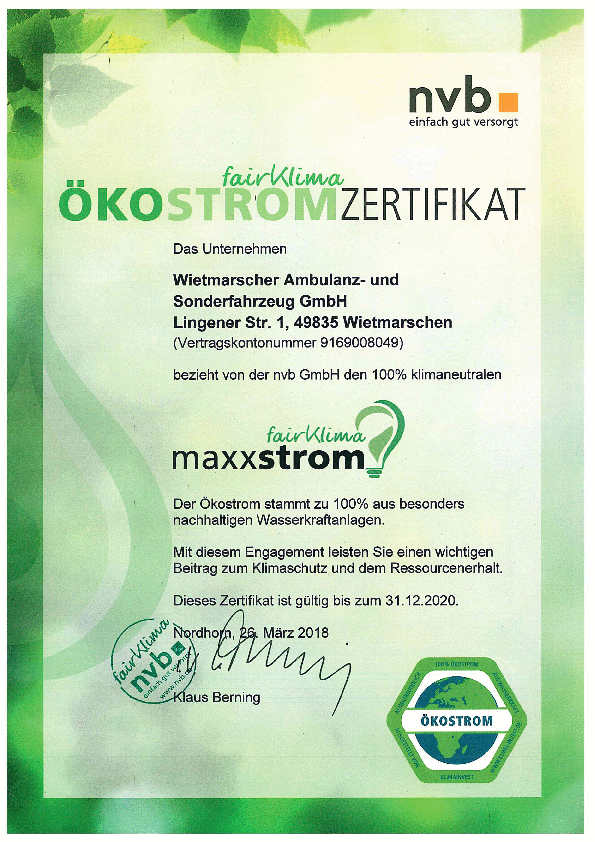 nvb
einfach gut versorgt
fairKlima
ÖKOSTROMZERTIFIKAT
Das Unternehmen
Wietmarscher Ambulanz- und
Sonderfahrzeug GmbH
Lingener Str. 1, 49835 Wietmarschen
(Vertragskontonummer 9169008049)
bezieht von der nvb GmbH den 100% klimaneutralen
fairKlima
maxxstrom
Der Ökostrom stammt zu 100% aus besonders
nachhaltigen Wasserkraftanlagen.
Mit diesem Engagement leisten Sie einen wichtigen
Beitrag zum Klimaschutz und dem Ressourcenerhalt.
Dieses Zertifikat ist gültig bis zum 31.12.2020.
Nordhorn, 26. März 2018
fairKlima
nvb
einfach gut versorgt
www.nvb.de
Klaus Berning
100% ÖKOSTROM
ÖKOSTROM
KLIMAINVEST